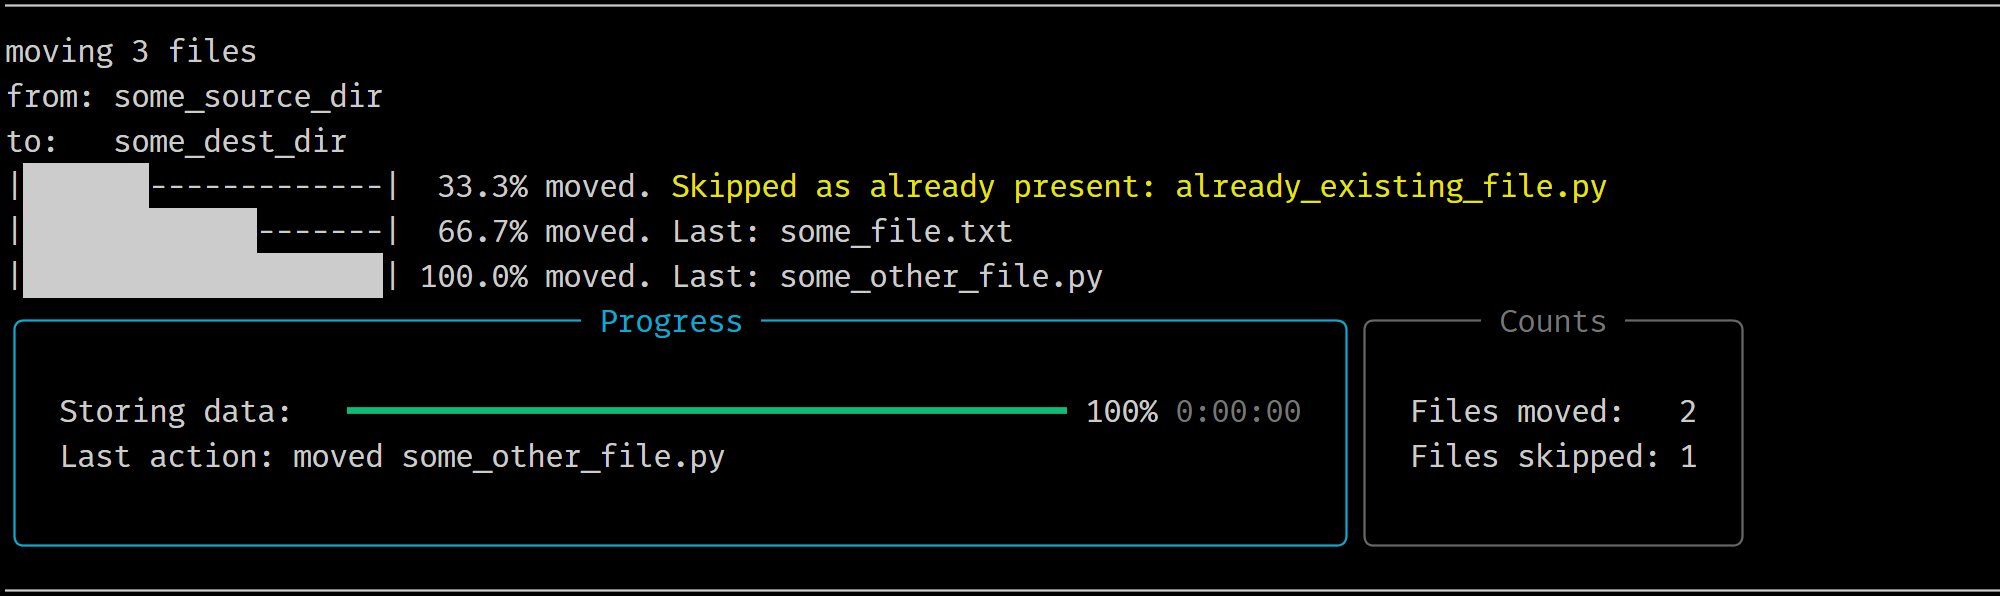 moving 3 files
from: some_source_dir
to:   some_dest_dir
|███████-------------|  33.3% moved. Skipped as already present: already_existing_file.py
|█████████████-------|  66.7% moved. Last: some_file.txt
|████████████████████| 100.0% moved. Last: some_other_file.py
Progress
Storing data: 100% 0:00:00
Last action: moved some_other_file.py
Counts
Files moved:   2
Files skipped: 1